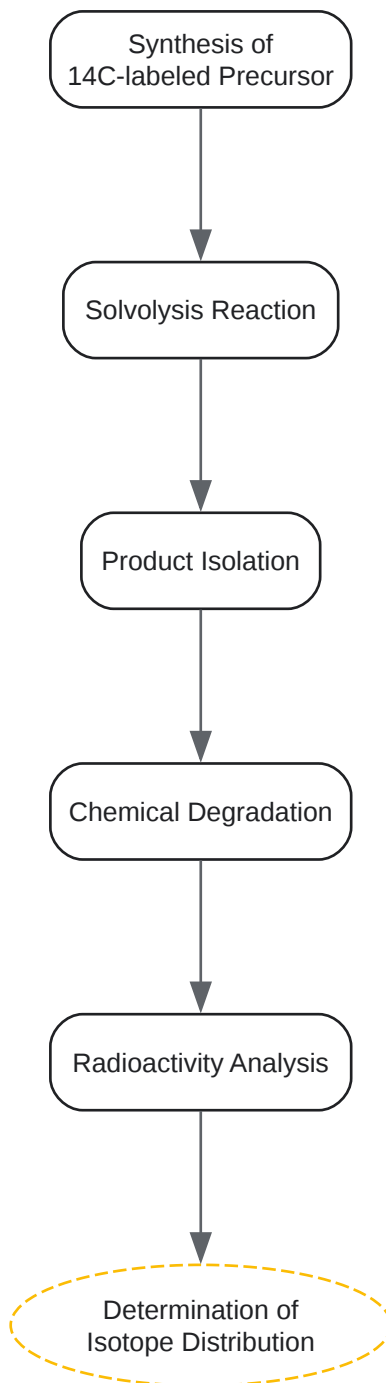 Synthesis of
14C-labeled Precursor
Solvolysis Reaction
Product Isolation
Chemical Degradation
Radioactivity Analysis
Determination of
Isotope Distribution